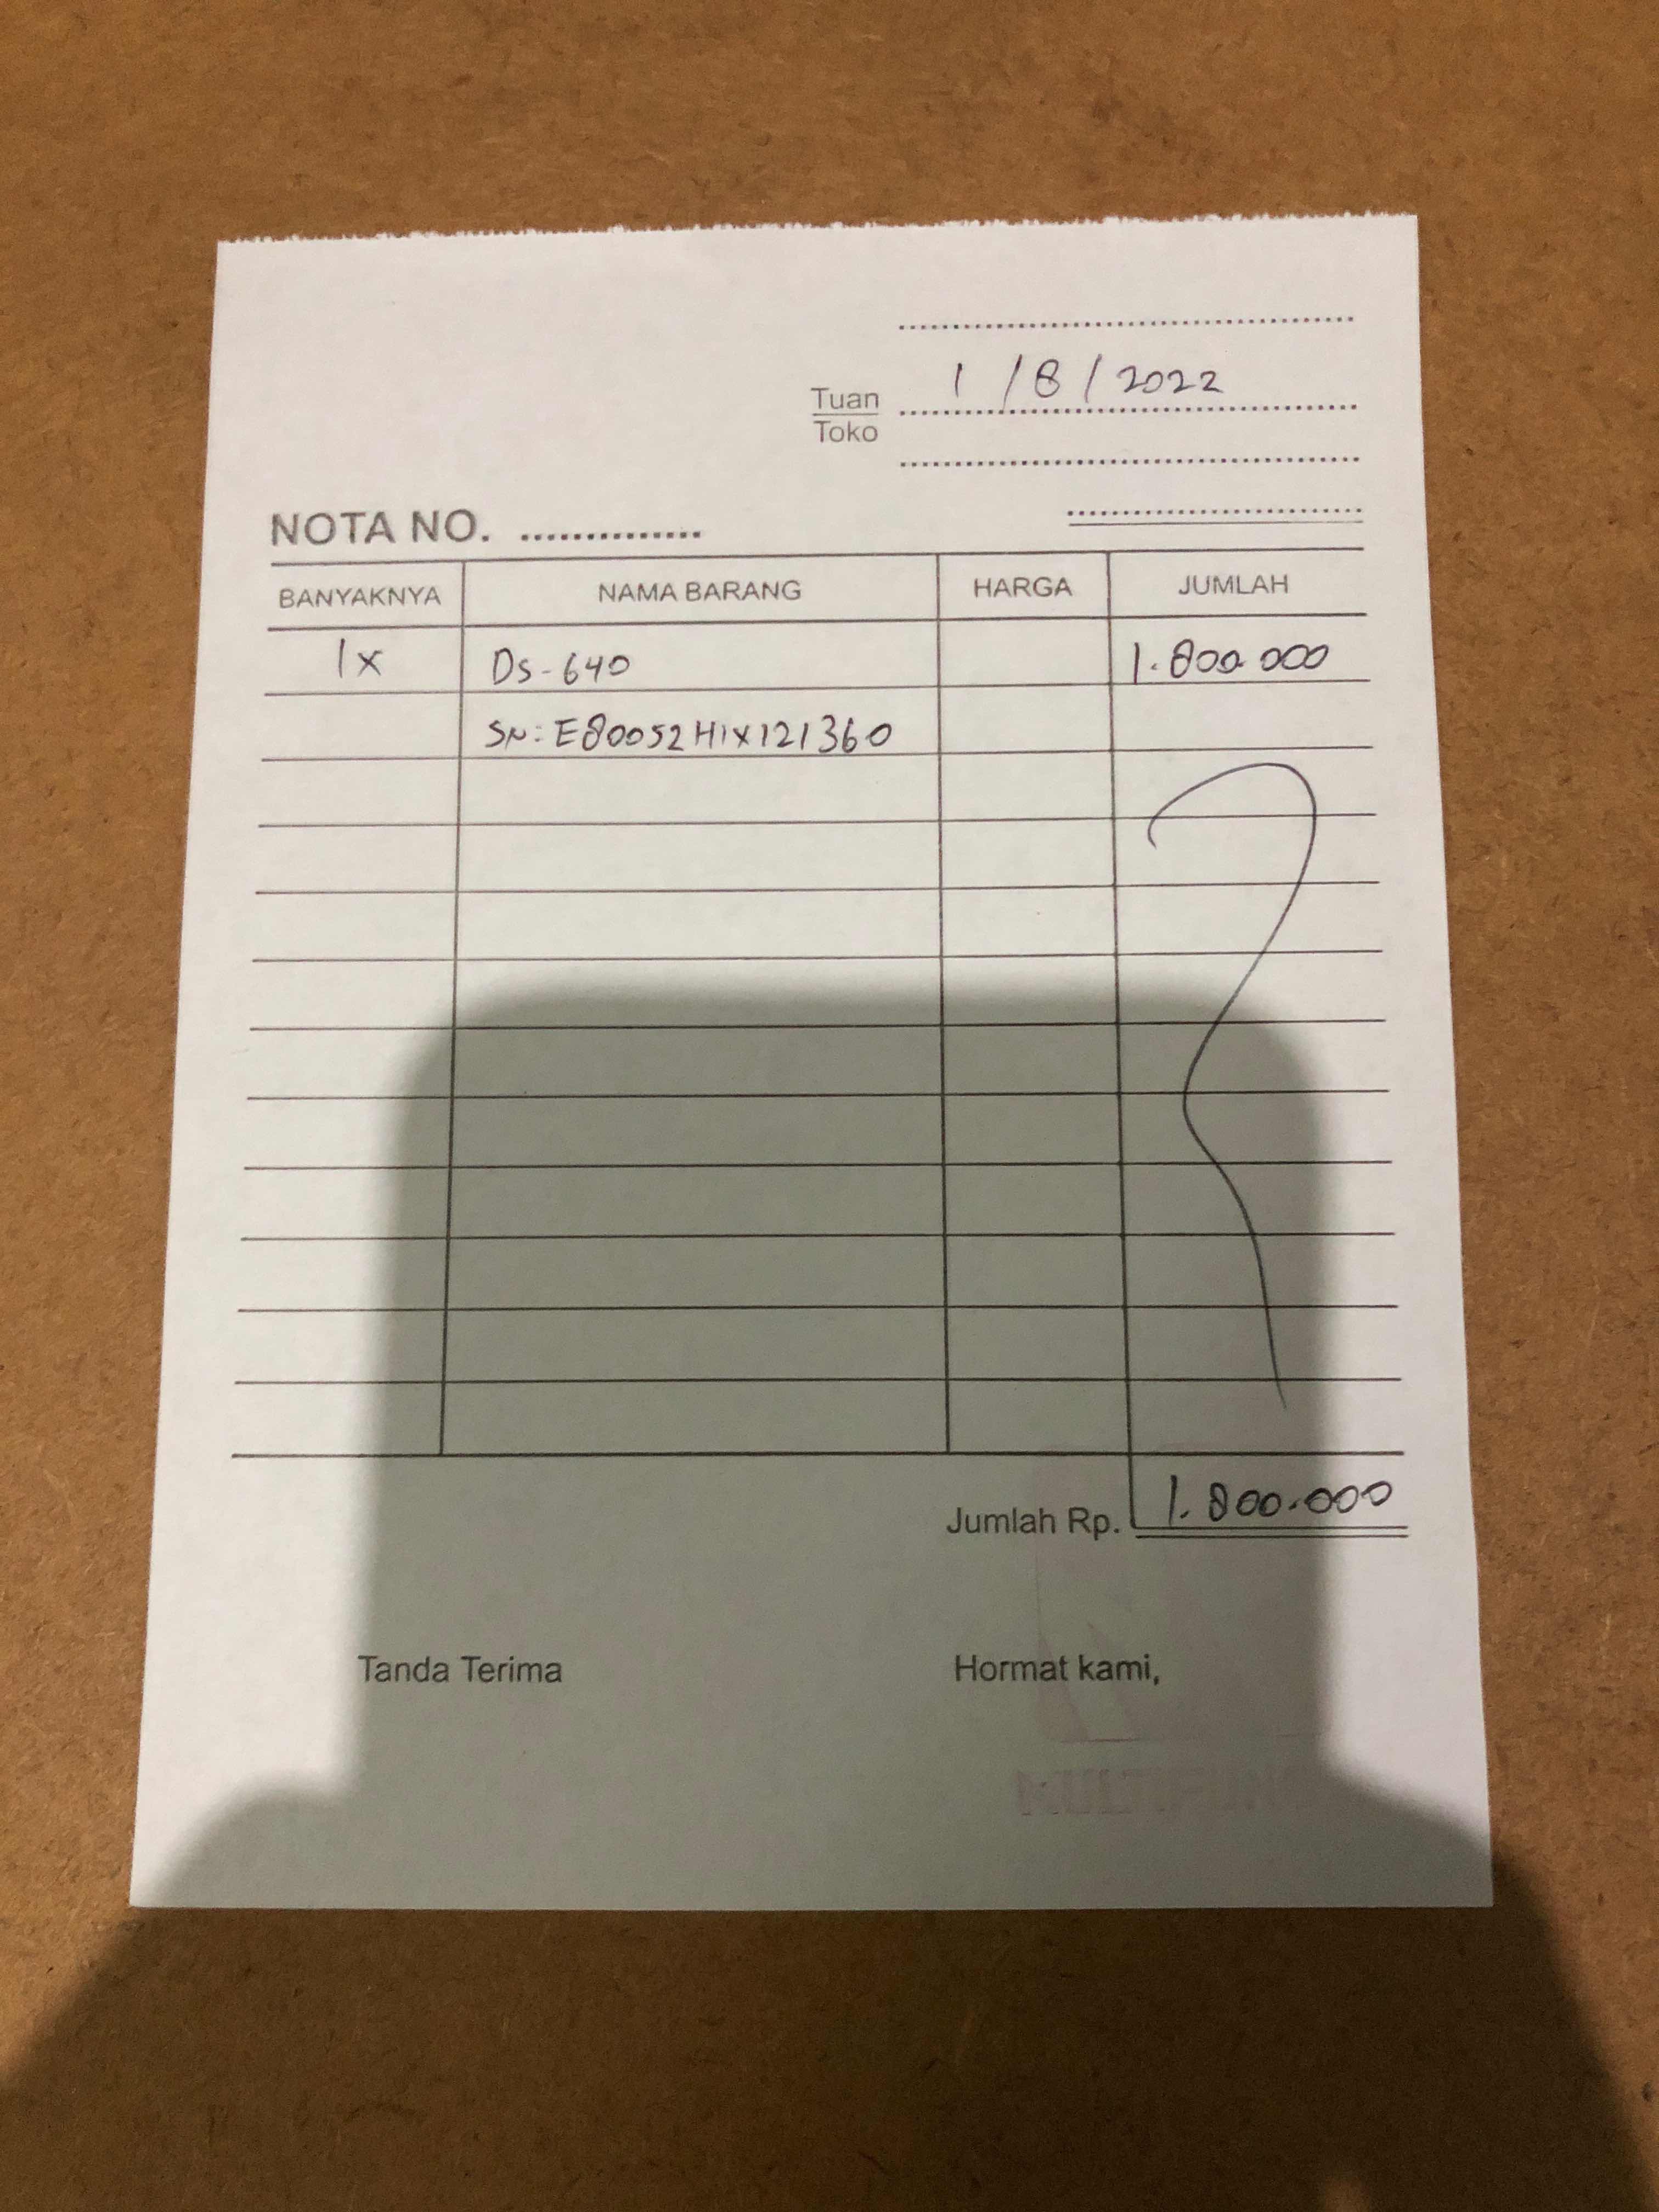 1/8/2022
Tuan
Toko
NOTA NO. ..............
BANYAKNYA NAMA BARANG HARGA JUMLAH
1x Ds-640 1.800.000
SN: E80052H1X121360
Jumlah Rp. 1.800.000
Tanda Terima Hormat kami,